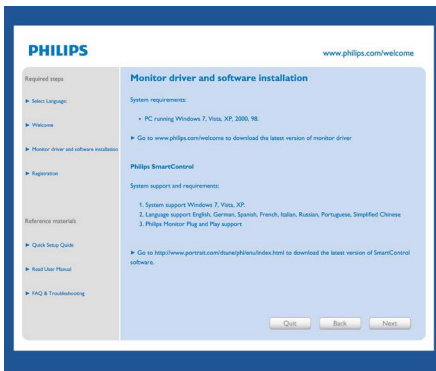 PHILIPS
www.philips.com/welcome
Required steps
► Select Language:
► Welcome
► Monitor driver and software installation
► Registration
Reference materials
► Quick Setup Quide
► Read User Manual
► FAQ & Troubleshooting
Monitor driver and software installation
System requirements:
• PC running Windows 7, Vista, XP, 2000, 98.
► Go to www.philips.com/welcome to download the latest version of monitor driver
Philips SmartControl
System support and requirements:
1. System support Windows 7, Vista, XP.
2. Language support English, German, Spanish, French, Italian, Russian, Portuguese, Simplified Chinese
3. Philips Monitor Plug and Play support
► Go to http://www.portrait.com/dtune/phl/enu/index.html to download the latest version of SmartControl
software.
Quit
Back
Next